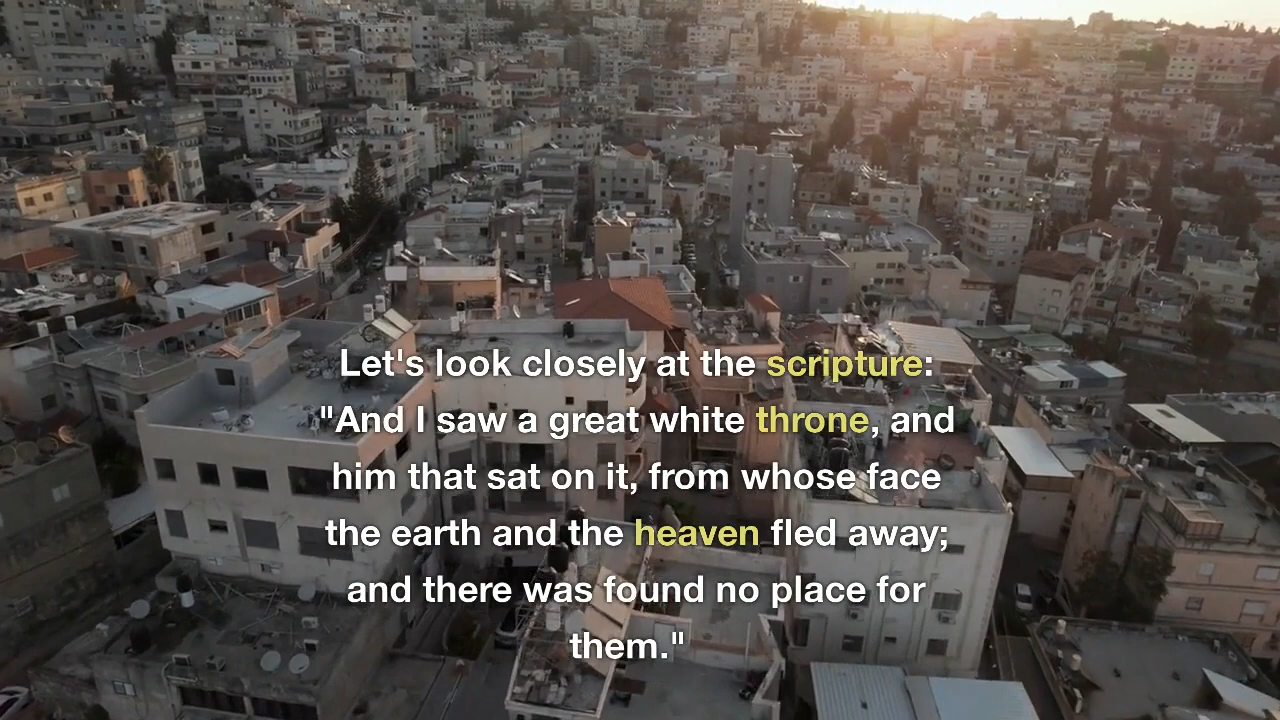 Let's look closely at the scripture:
"And I saw a great white throne, and
him that sat on it, from whose face
the earth and the heaven fled away;
and there was found no place for
them."